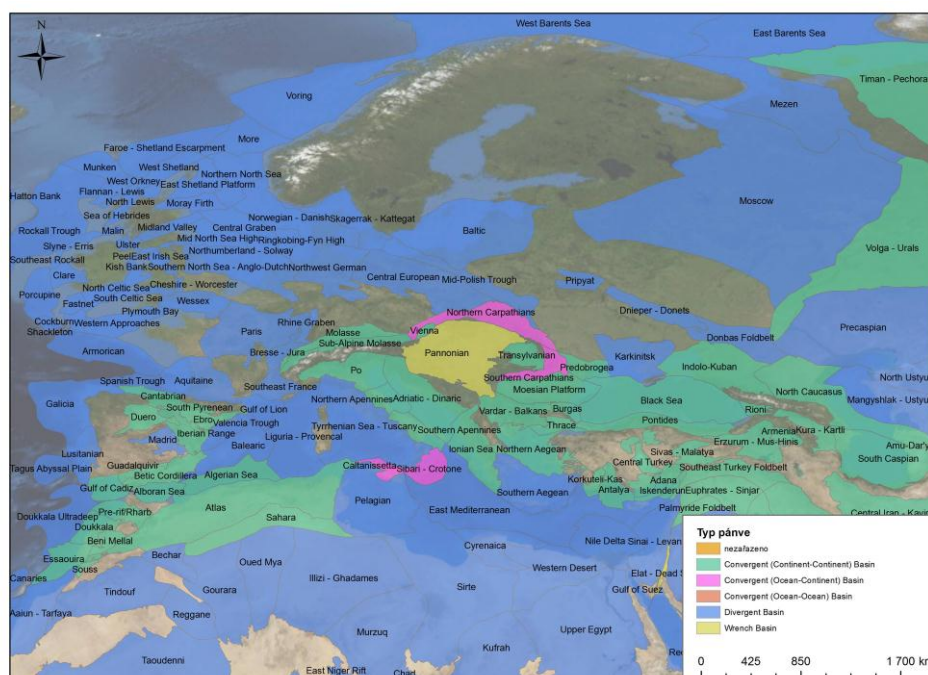 N
West Barents Sea
East Barents Sea
Timan - Pechora
Voring
Mezen
More
Faroe - Shetland Escarpment
Munken
West Shetland
Northern North Sea
West Orkney
East Shetland Platform
Flannan - Lewis
Hatton Bank
North Lewis
Moray Firth
Moscow
Sea of Hebrides
Norwegian - Danish
Skagerrak - Kattegat
Rockall Trough
Malin
Midland Valley
Central Graben
Baltic
Slyne - Erris
Ulster
Mid North Sea High
Ringkobing-Fyn High
Volga - Urals
Southeast Rockall
Peel
East Irish Sea
Northumberland - Solway
Kish Bank
Southern North Sea - Anglo-Dutch
Northwest German
Clare
Central European
Mid-Polish Trough
Pripyat
North Celtic Sea
Cheshire - Worcester
Porcupine
South Celtic Sea
Wessex
Fastnet
Plymouth Bay
Northern Carpathians
Dnieper - Donets
Cockburn
Western Approaches
Rhine Graben
Precaspian
Shackleton
Paris
Molasse
Vienna
Donbas Foldbelt
Sub-Alpine Molasse
Armorican
Bresse - Jura
Pannonian
Transylvanian
Karkinitsk
Po
Predobrogea
Indolo-Kuban
Spanish Trough
Aquitaine
Southeast France
Southern Carpathians
North Ustyu
Cantabrian
Moesian Platform
North Caucasus
Galicia
Northern Apennines
Adriatic - Dinaric
Black Sea
Mangyshlak - Ustyu
South Pyrenean
Gulf of Lion
Vardar - Balkans
Burgas
Rioni
Duero
Ebro
Valencia Trough
Tyrrhenian Sea - Tuscany
Thrace
Pontides
Iberian Range
Liguria - Provencal
Southern Apennines
Armenia
Kura - Kartli
Madrid
Balearic
Erzurum - Mus-Hinis
Lusitanian
Ionian Sea
Northern Aegean
Sivas - Malatya
Amu-Dar'y
Tagus Abyssal Plain
Guadalquivir
Caltanissetta
Siban - Crotone
Central Turkey
Southeast Turkey Foldbelt
South Caspian
Betic Cordillera
Algerian Sea
Korkuteli-Kas
Adana
Gulf of Cadiz
Alboran Sea
Southern Aegean
Antalya
Iskenderun
Euphrates - Sinjar
Pelagian
Doukkala Ultradeep
Pre-rif/Rharb
Atlas
East Mediterranean
Palmyride Foldbelt
Central Iran - Kavir
Doukkala
Sahara
Beni Mellal
Cyrenaica
Nile Delta
Sinai - Levan
Essaouira
Bechar
Oued Mya
Western Desert
Souss
Canaries
Illizi - Ghadames
Elat - Dead S
Tindouf
Gourara
Sirte
Gulf of Suez
Aaiun - Tarfaya
Reggane
Murzuq
Upper Egypt
Kufrah
Taoudenni
East Niger Rift
Chad
Typ pánve
nezařazeno
Convergent (Continent-Continent) Basin
Convergent (Ocean-Continent) Basin
Convergent (Ocean-Ocean) Basin
Divergent Basin
Wrench Basin
0 425 850 1 700 km